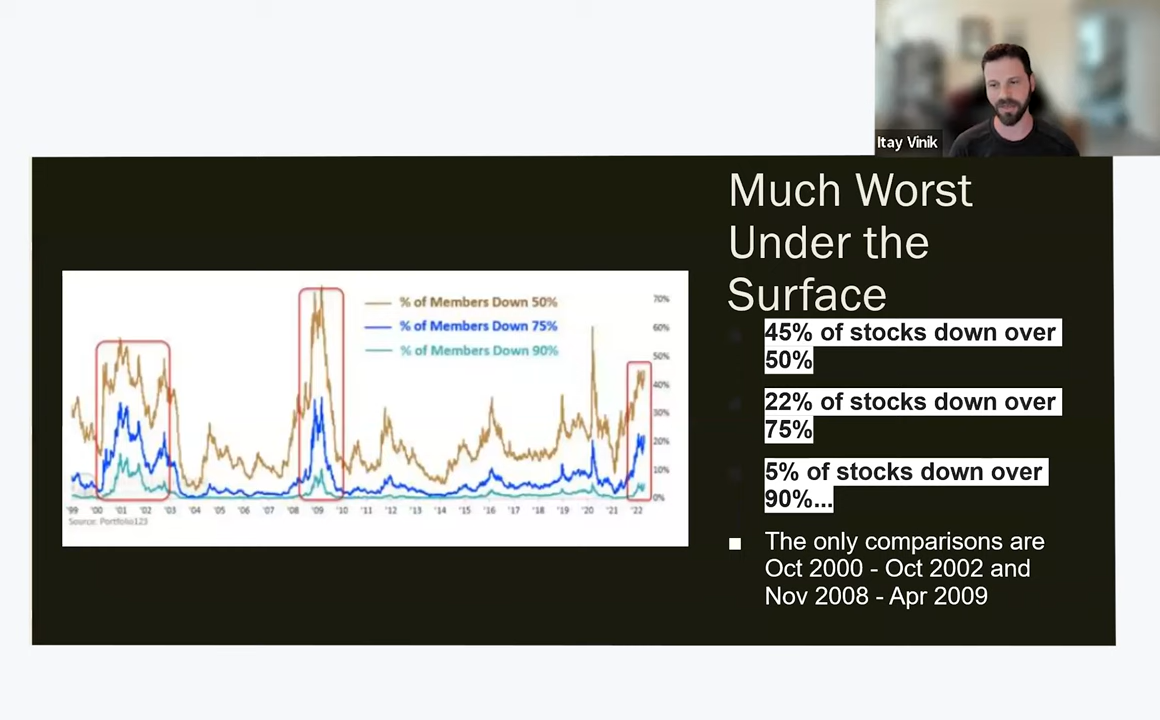 Itay Vinik
Much Worst
Under the
Surface
% of Members Down 50%
% of Members Down 75%
% of Members Down 90%
70%
60%
50%
40%
30%
20%
10%
0%
'99 '00 '01 '02 '03 '04 '05 '06 '07 '08 '09 '10 '11 '12 '13 '14 '15 '16 '17 '18 '19 '20 '21 '22
Source: Portfolio123
45% of stocks down over
50%
22% of stocks down over
75%
5% of stocks down over
90%...
■ The only comparisons are
Oct 2000 - Oct 2002 and
Nov 2008 - Apr 2009